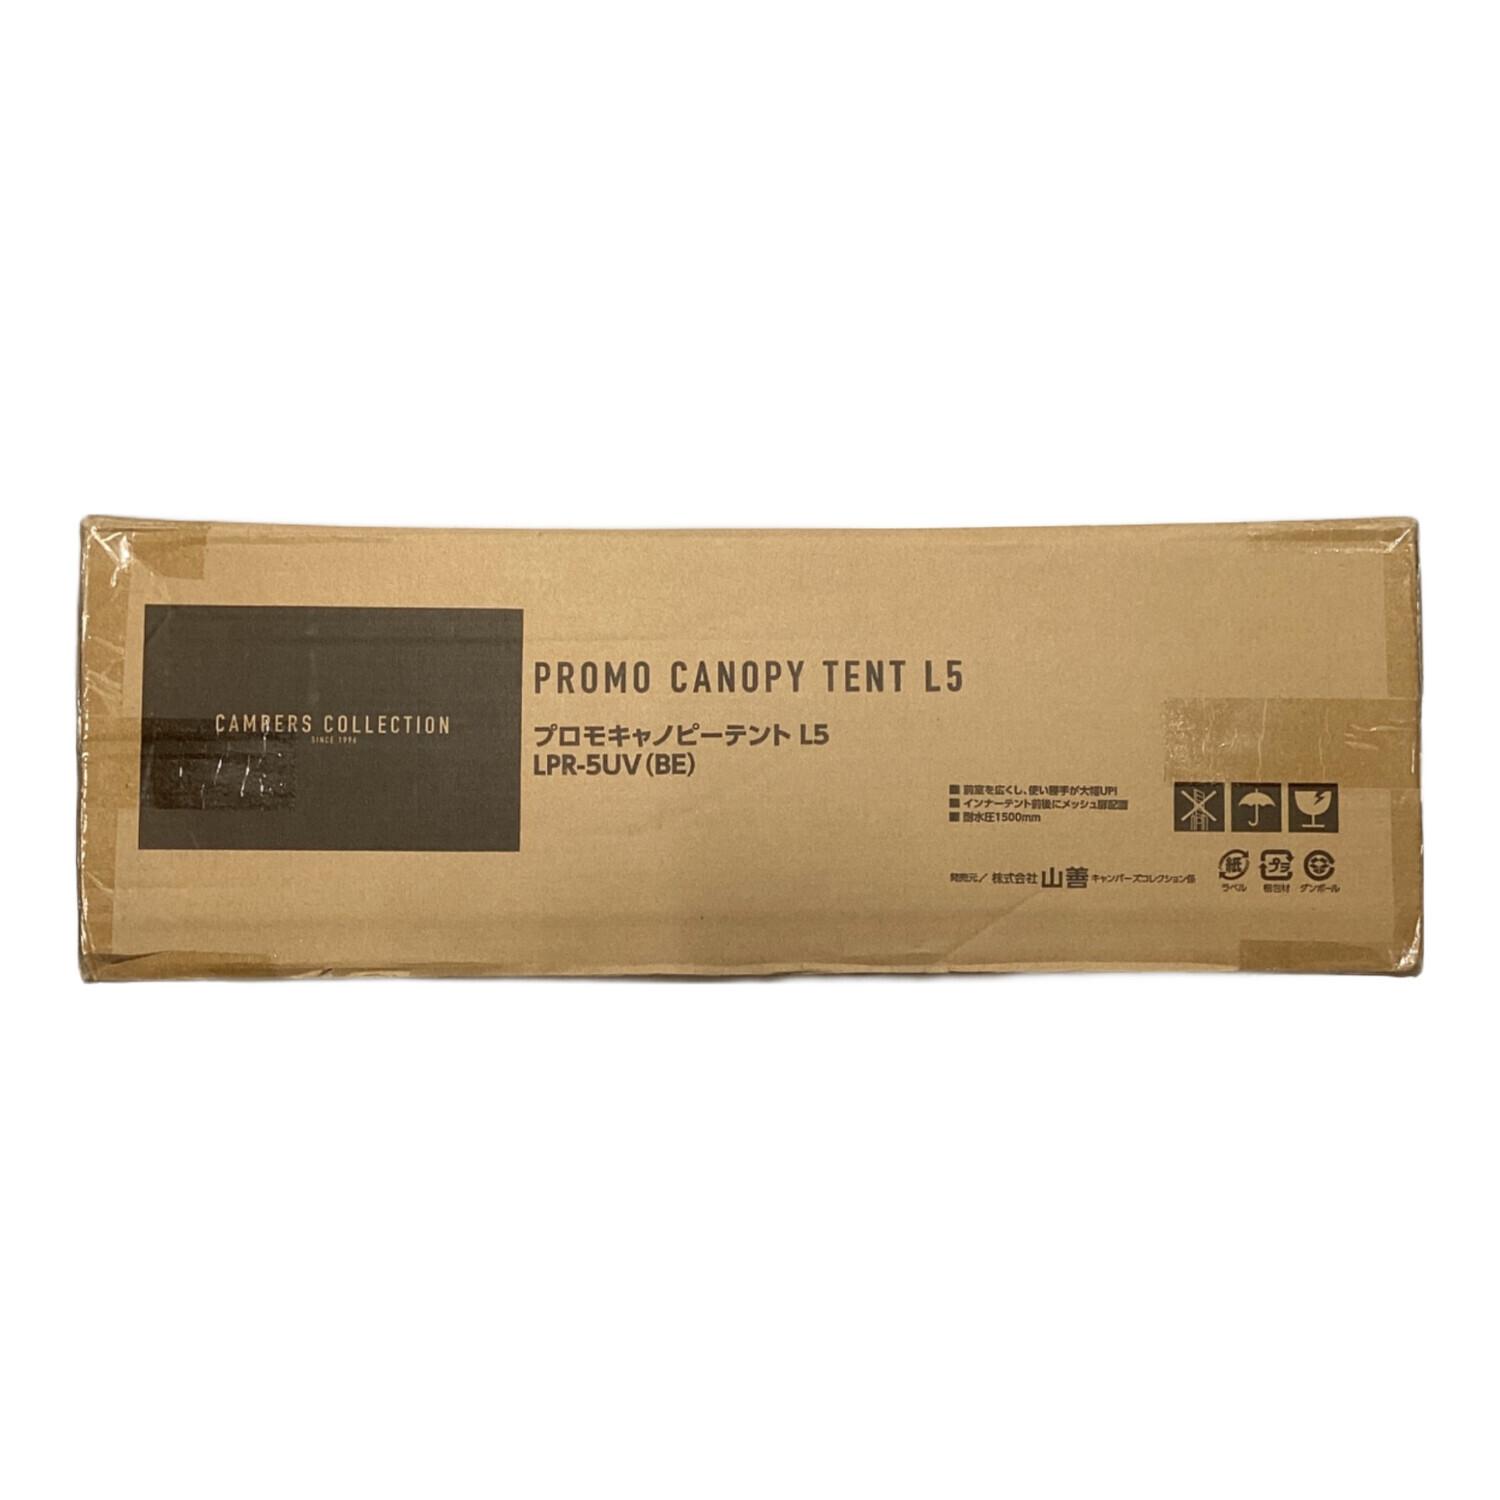 CAMPERS COLLECTION
SINCE 1996
PROMO CANOPY TENT L5
プロモキャノピーテント L5
LPR-5UV(BE)
■ 前室を広くし、使い勝手が大幅UP!
■ インナーテント前後にメッシュ扉配置
■ 耐水圧1500mm
発売元/株式会社 山善 キャンパーズコレクション係
紙 プラ
ラベル 梱包材 ダンボール